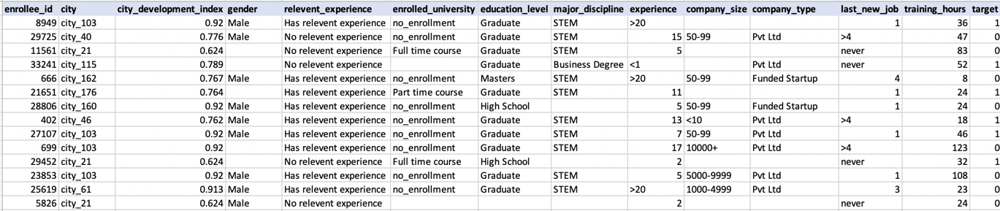 enrollee_id city city_development_index gender relevent_experience enrolled_university education_level major_discipline experience company_size company_type last_new_job training_hours target
8949 city_103 0.92 Male Has relevent experience no_enrollment Graduate STEM >20 1 36 1
29725 city_40 0.776 Male No relevent experience no_enrollment Graduate STEM 15 50-99 Pvt Ltd >4 47 0
11561 city_21 0.624 No relevent experience Full time course Graduate STEM 5 never 83 0
33241 city_115 0.789 No relevent experience Graduate Business Degree <1 Pvt Ltd never 52 1
666 city_162 0.767 Male Has relevent experience no_enrollment Masters STEM >20 50-99 Funded Startup 4 8 0
21651 city_176 0.764 Has relevent experience Part time course Graduate STEM 11 1 24 1
28806 city_160 0.92 Male Has relevent experience no_enrollment High School 5 50-99 Funded Startup 1 24 0
402 city_46 0.762 Male Has relevent experience no_enrollment Graduate STEM 13 <10 Pvt Ltd >4 18 1
27107 city_103 0.92 Male Has relevent experience no_enrollment Graduate STEM 7 50-99 Pvt Ltd 1 46 1
699 city_103 0.92 Has relevent experience no_enrollment Graduate STEM 17 10000+ Pvt Ltd >4 123 0
29452 city_21 0.624 No relevent experience Full time course High School 2 never 32 1
23853 city_103 0.92 Male Has relevent experience no_enrollment Graduate STEM 5 5000-9999 Pvt Ltd 1 108 0
25619 city_61 0.913 Male Has relevent experience no_enrollment Graduate STEM >20 1000-4999 Pvt Ltd 3 23 0
5826 city_21 0.624 Male No relevent experience 2 never 24 0